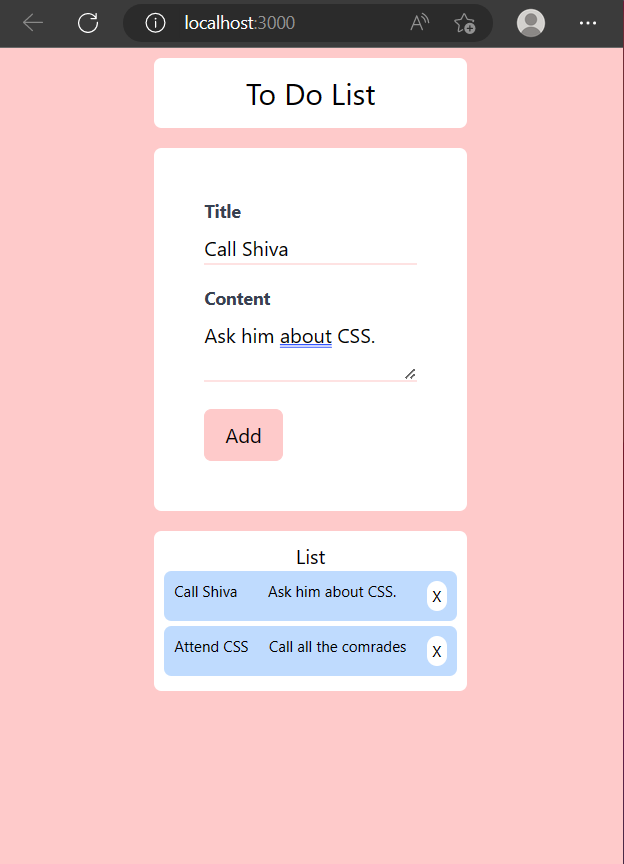 localhost:3000
To Do List
Title
Call Shiva
Content
Ask him about CSS.
Add
List
Call Shiva Ask him about CSS. X
Attend CSS Call all the comrades X